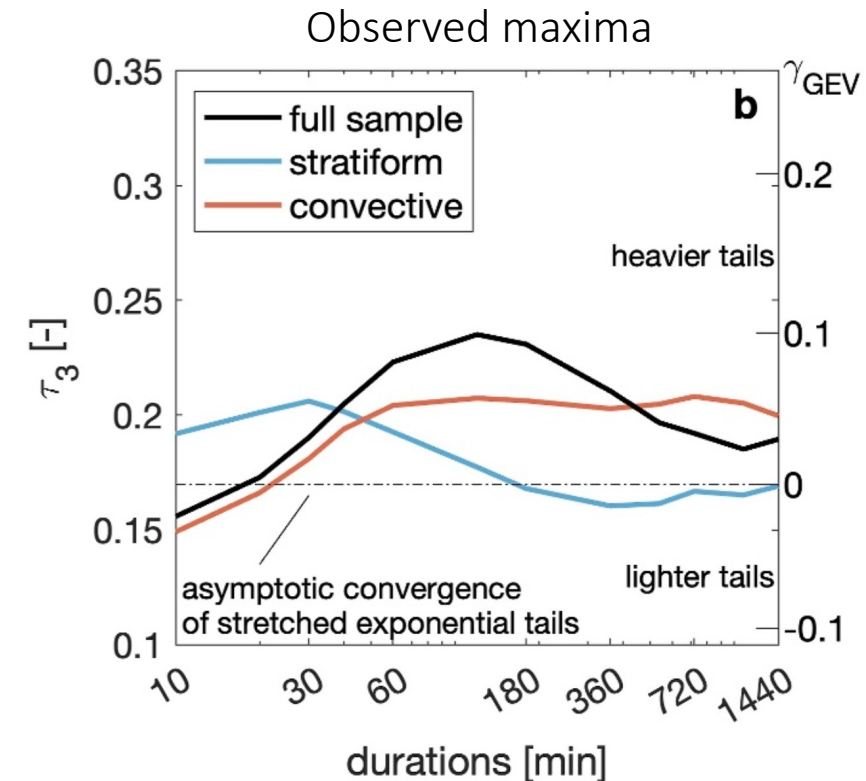 Observed maxima
0.35
0.3
0.25
0.2
0.15
0.1
τ3 [-]
γGEV
b
full sample
stratiform
convective
0.2
heavier tails
0.1
0
lighter tails
-0.1
asymptotic convergence
of stretched exponential tails
10
30
60
180
360
720
1440
durations [min]